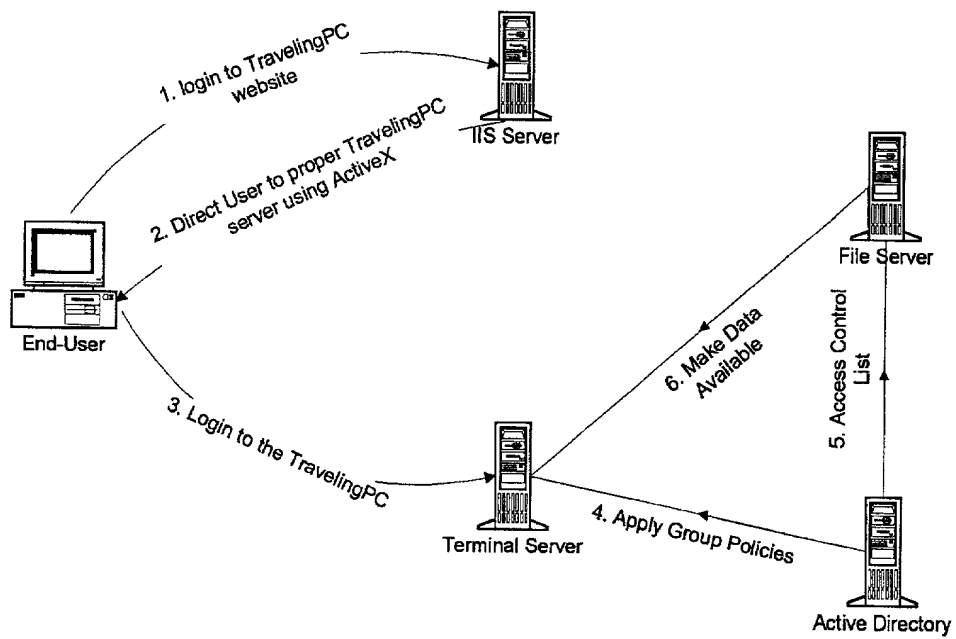 1. login to TravelingPC
website
IIS Server
2. Direct User to proper TravelingPC
server using ActiveX
File Server
End-User
6. Make Data
Available
5. Access Control
List
3. Login to the TravelingPC
Terminal Server
4. Apply Group Policies
Active Directory